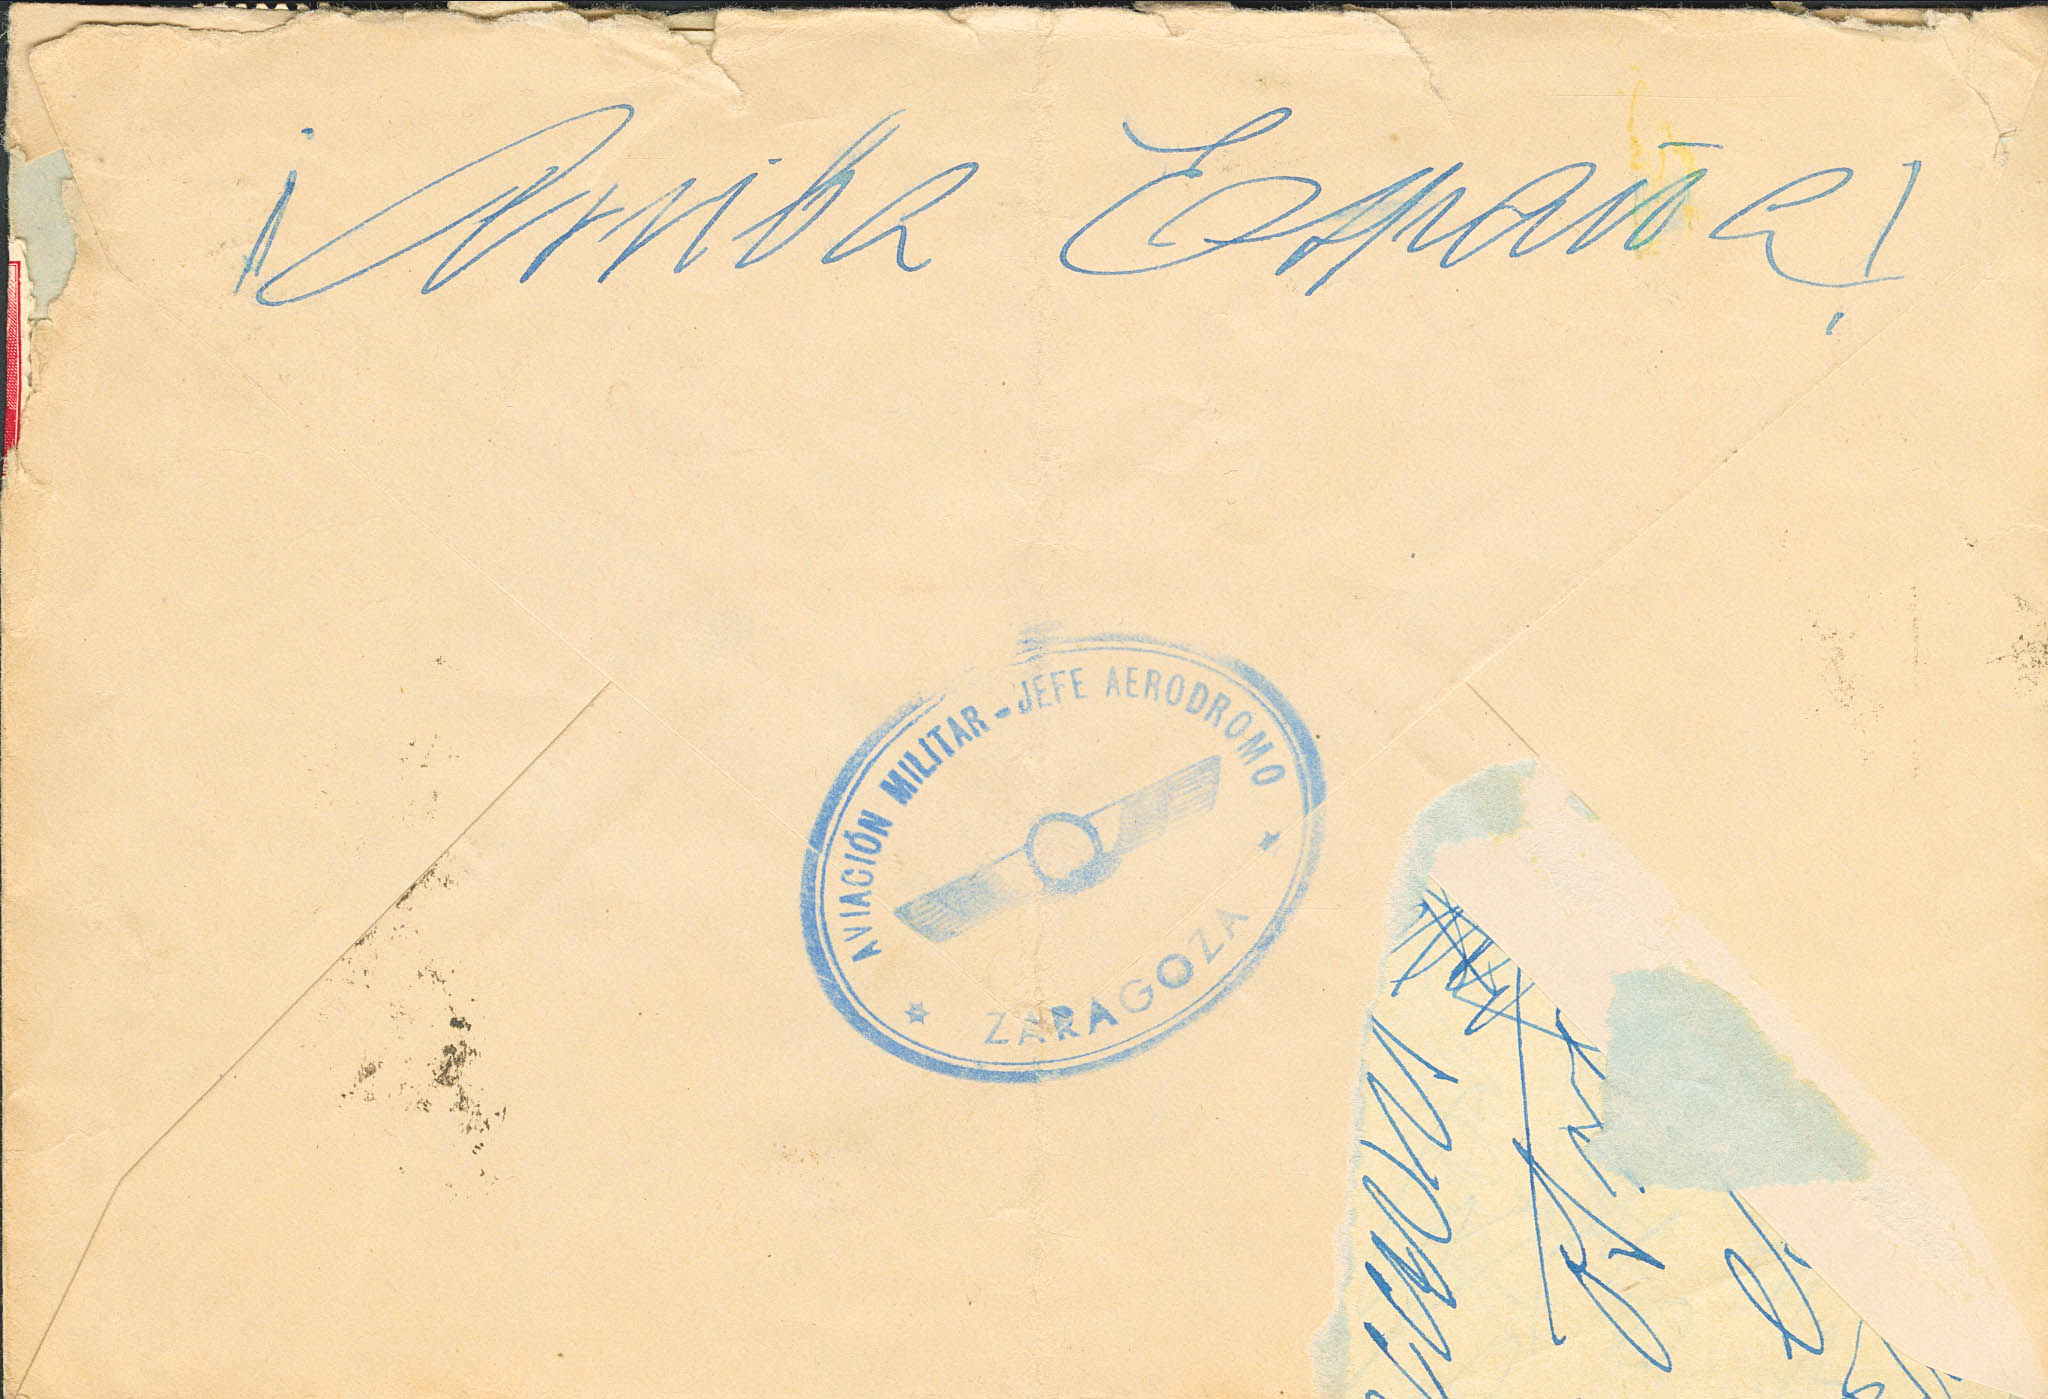 ¡Arriba España!
AVIACIÓN MILITAR - JEFE AERODROMO
ZARAGOZA